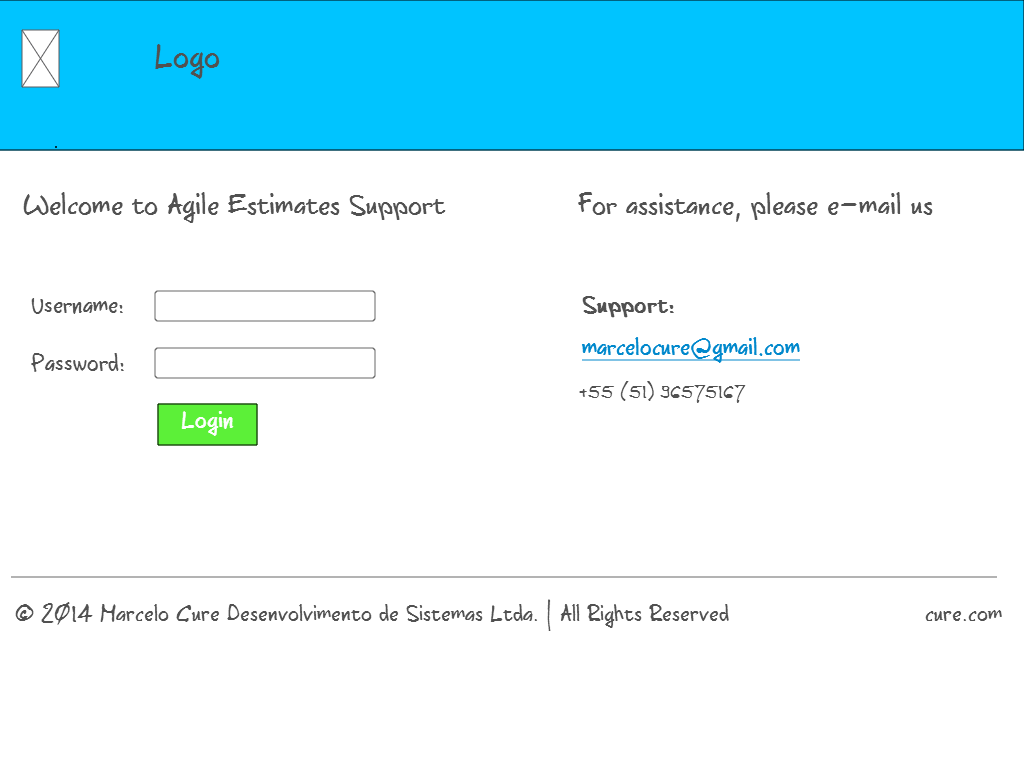 Logo
Welcome to Agile Estimates Support
For assistance, please e-mail us
Username:
Password:
Login
Support:
marcelocure@gmail.com
+55 (51) 96575167
© 2014 Marcelo Cure Desenvolvimento de Sistemas Ltda. | All Rights Reserved
cure.com